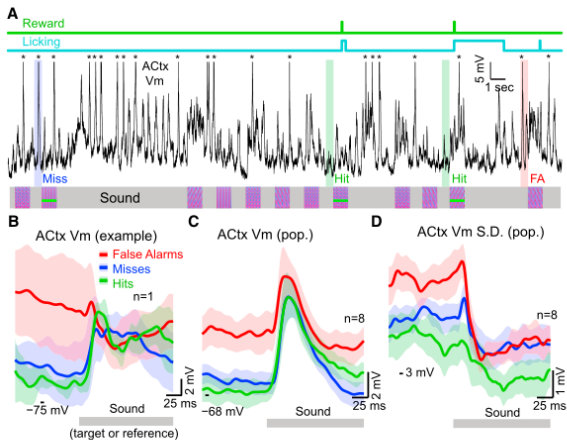 A
Reward
Licking
* * * * * * * * * * * * * * * * * * *
ACtx
Vm
5 mV
1 sec
Miss
Hit
Hit
FA
Sound
B
ACtx Vm (example)
False Alarms
Misses
Hits
n=1
−75 mV
2 mV
25 ms
Sound
(target or reference)
C
ACtx Vm (pop.)
n=8
−68 mV
2 mV
25 ms
Sound
D
ACtx Vm S.D. (pop.)
n=8
3 mV
1 mV
25 ms
Sound